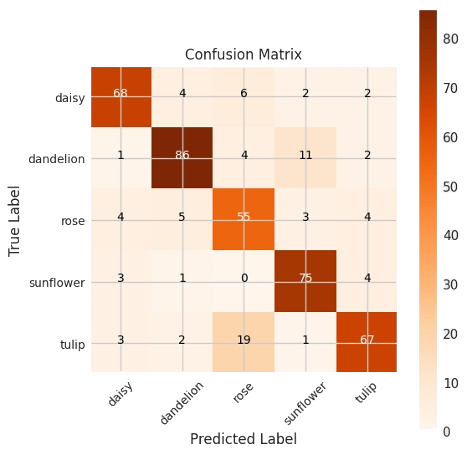 Confusion Matrix
True Label
daisy 68 4 6 2 2
dandelion 1 86 4 11 2
rose 4 5 55 3 4
sunflower 3 1 0 75 4
tulip 3 2 19 1 67
daisy dandelion rose sunflower tulip
Predicted Label
80
70
60
50
40
30
20
10
0